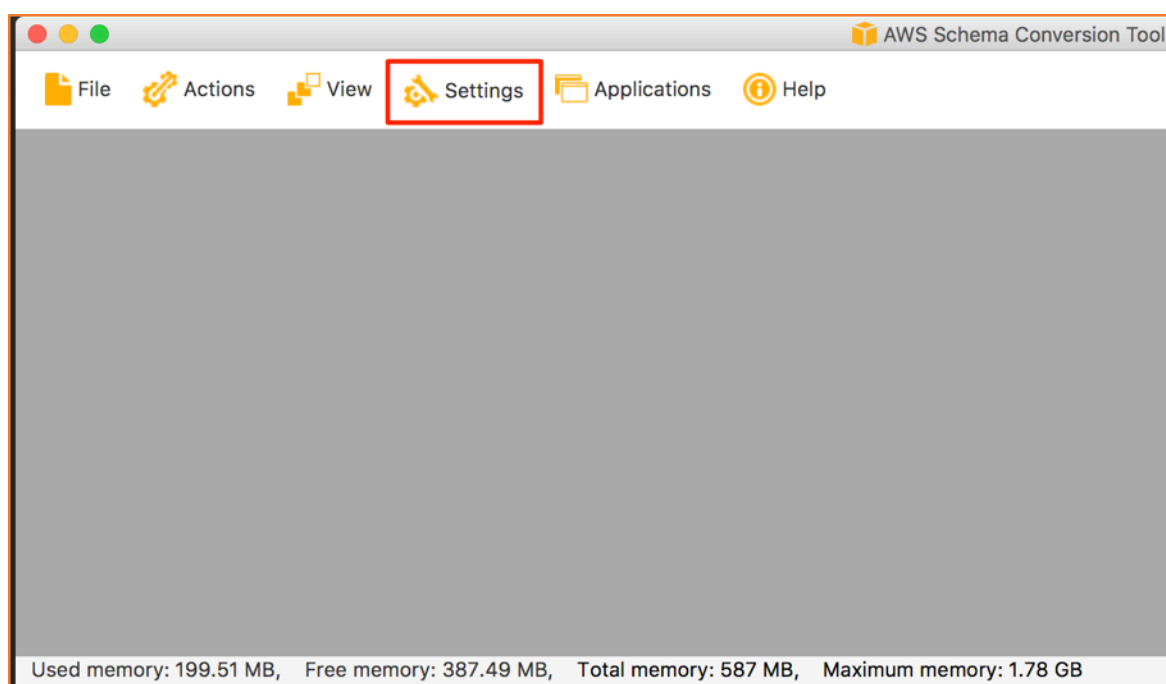 AWS Schema Conversion Tool
File Actions View Settings Applications Help
Used memory: 199.51 MB, Free memory: 387.49 MB, Total memory: 587 MB, Maximum memory: 1.78 GB